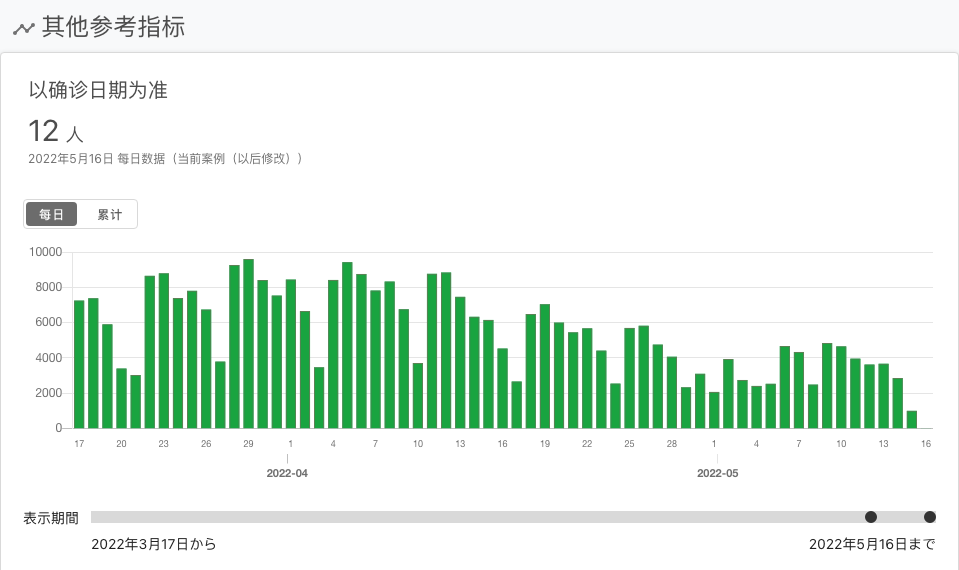 其他参考指标
以确诊日期为准
12 人
2022年5月16日 每日数据（当前案例（以后修改））
每日 累计
10000
8000
6000
4000
2000
0
17 20 23 26 29 1 4 7 10 13 16 19 22 25 28 1 4 7 10 13 16
2022-04 2022-05
表示期間
2022年3月17日から 2022年5月16日まで